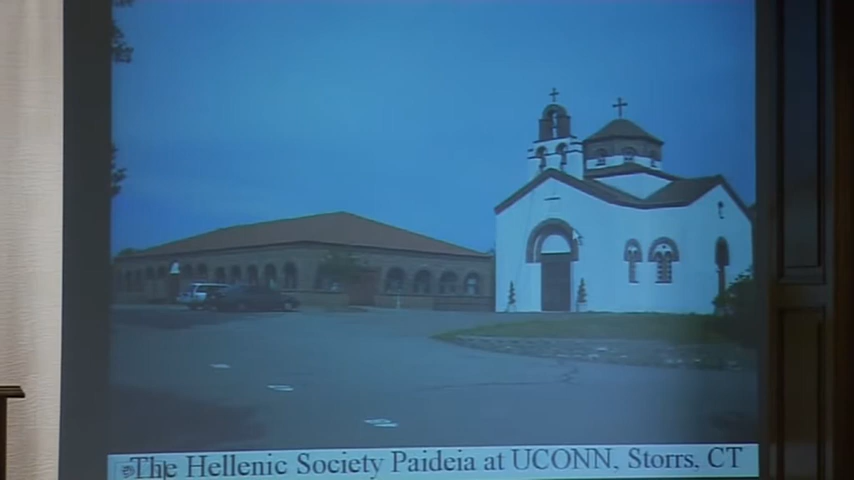 The Hellenic Society Paideia at UCONN, Storrs, CT